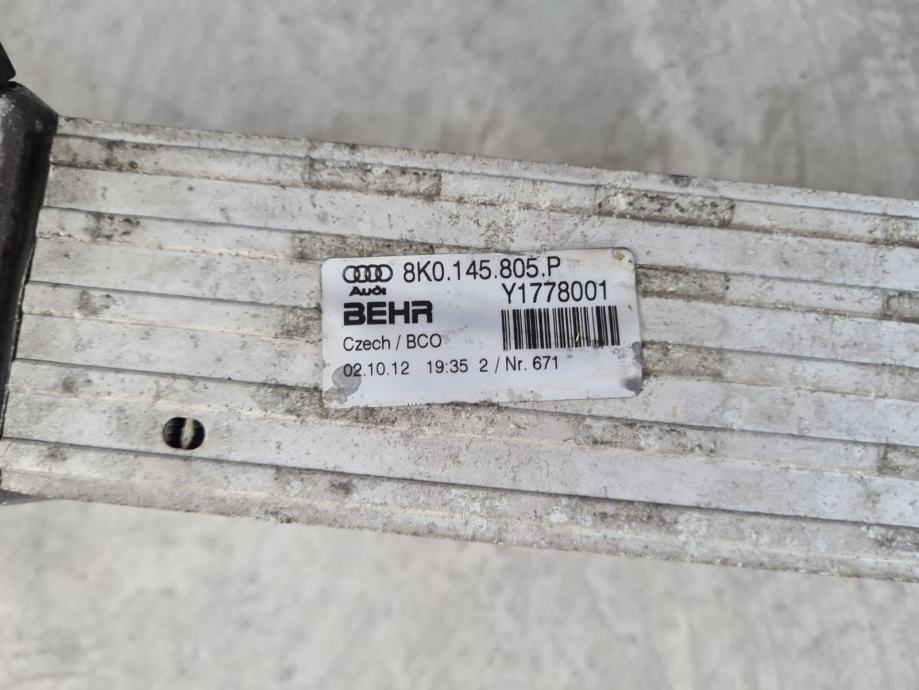 8K0.145.805.P
Audi
Y1778001
BEHR
Czech / BCO
02.10.12 19:35 2 / Nr. 671